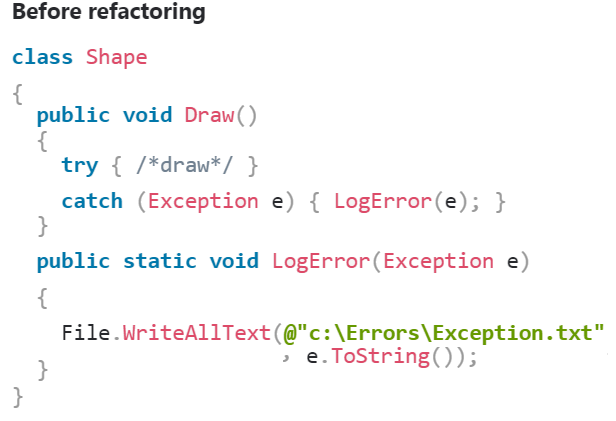 Before refactoring
class Shape
{
public void Draw()
{
try { /*draw*/ }
catch (Exception e) { LogError(e); }
}
public static void LogError(Exception e)
{
File.WriteAllText(@"c:\Errors\Exception.txt"
, e.ToString());
}
}